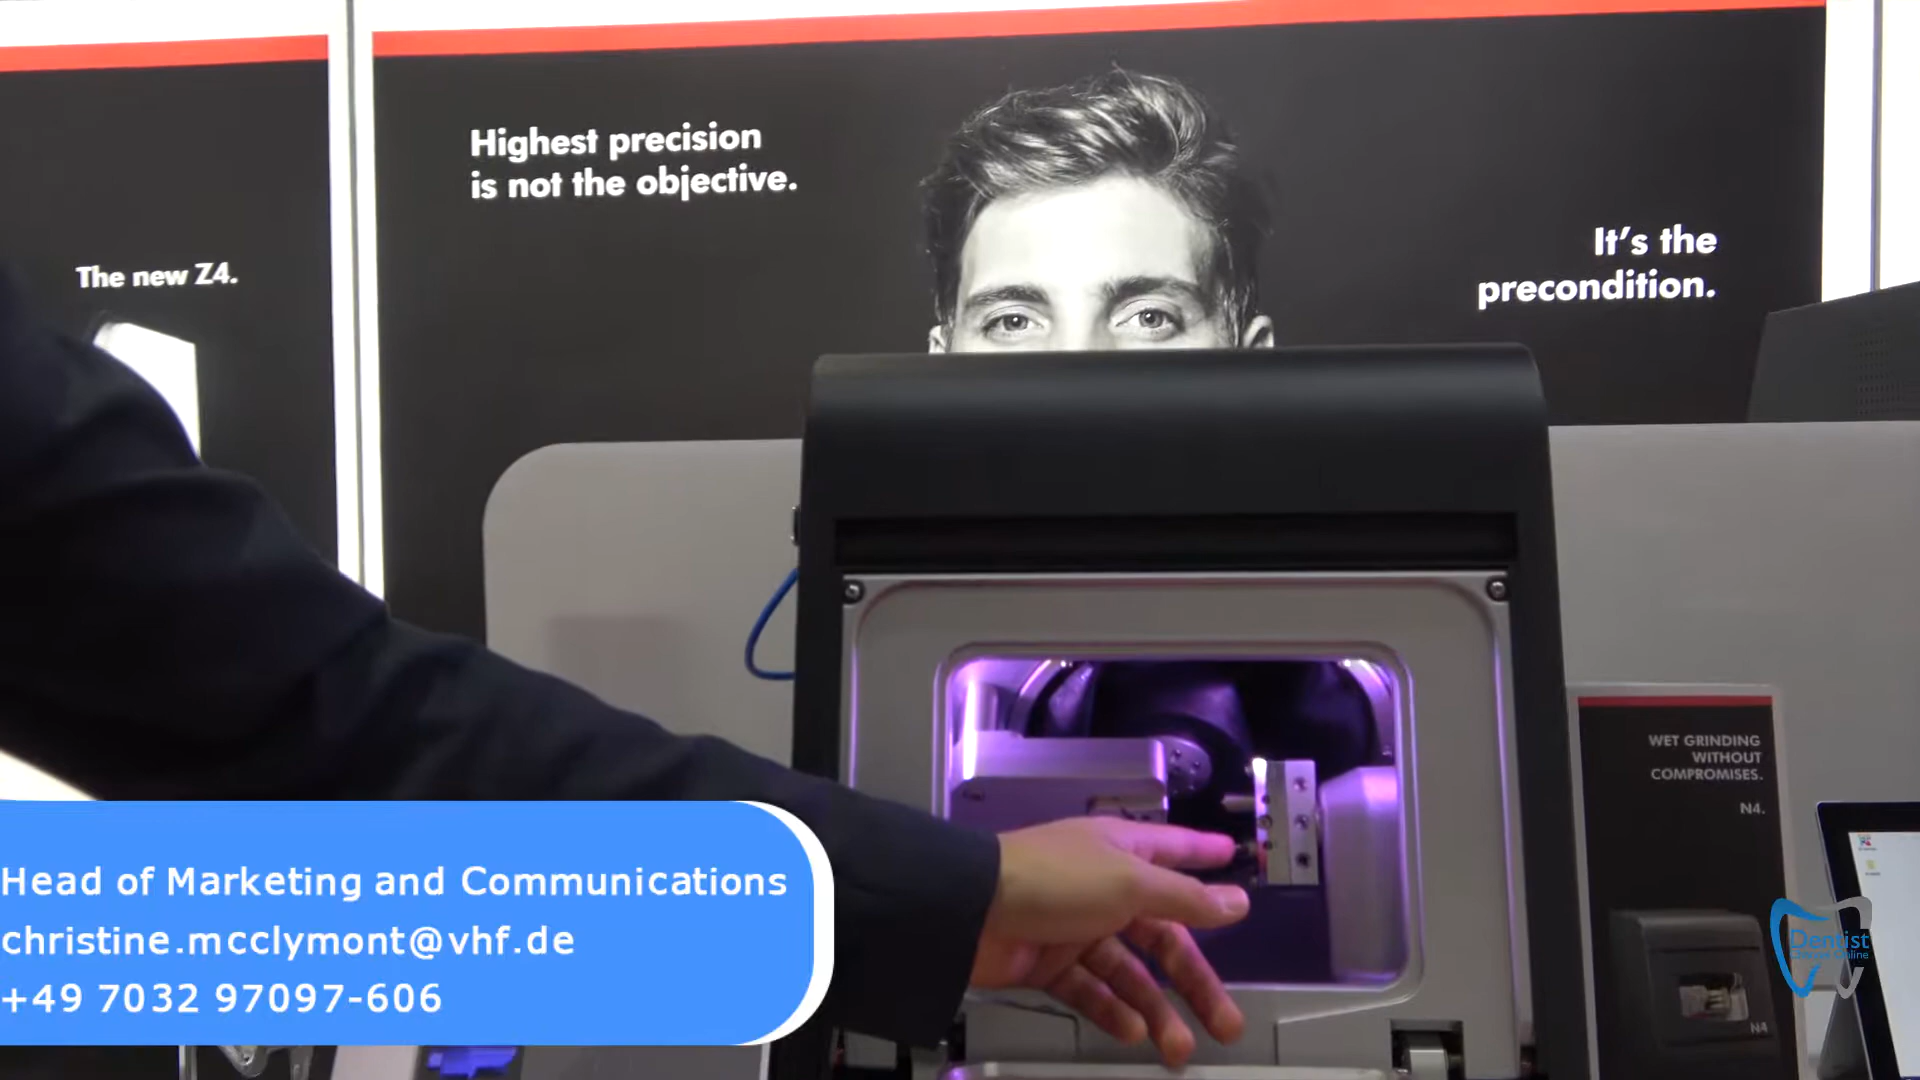 Highest precision
is not the objective.
It's the
precondition.
The new Z4.
WET GRINDING
WITHOUT
COMPROMISES.
N4.
N4
Head of Marketing and Communications
christine.mcclymont@vhf.de
+49 7032 97097-606
Dentist